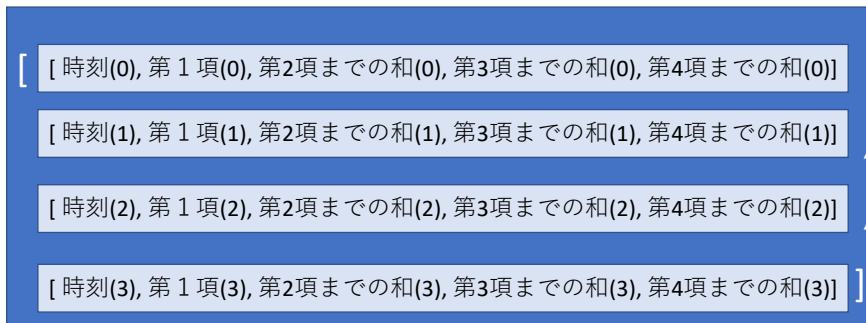 [ [ 時刻(0), 第１項(0), 第2項までの和(0), 第3項までの和(0), 第4項までの和(0)]
[ 時刻(1), 第１項(1), 第2項までの和(1), 第3項までの和(1), 第4項までの和(1)] ,
[ 時刻(2), 第１項(2), 第2項までの和(2), 第3項までの和(2), 第4項までの和(2)] ,
[ 時刻(3), 第１項(3), 第2項までの和(3), 第3項までの和(3), 第4項までの和(3)] ]